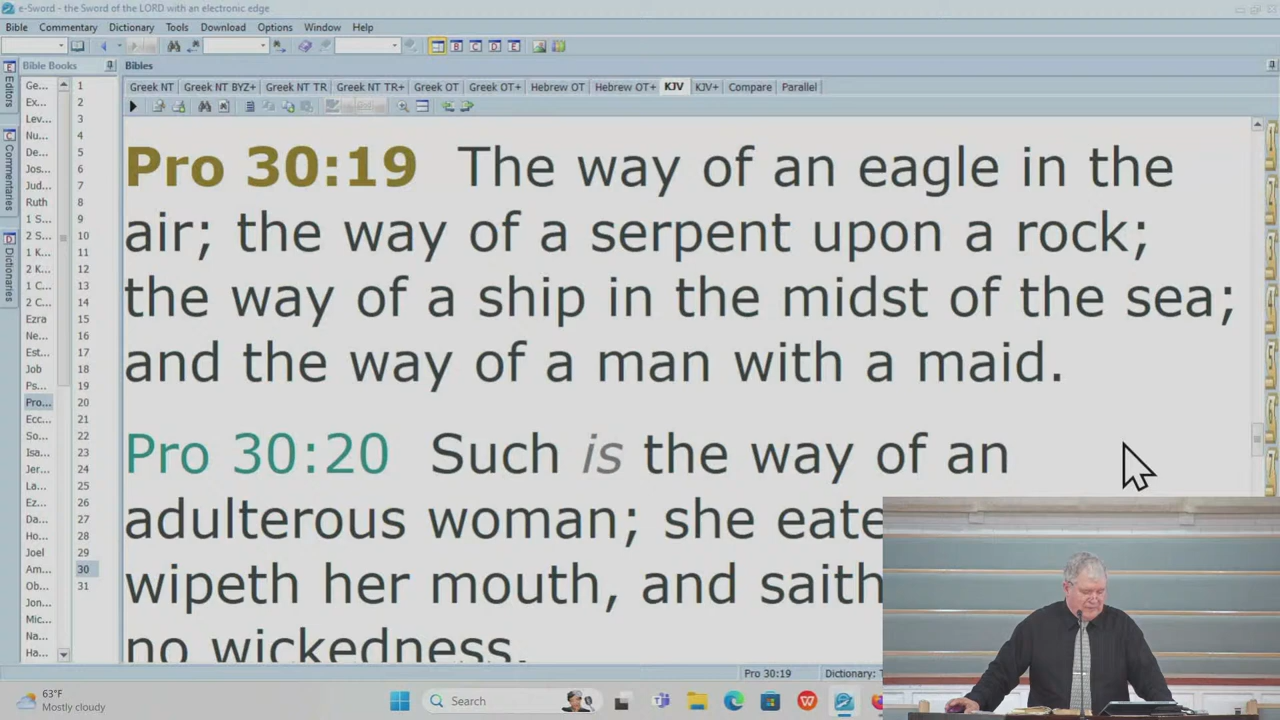 e-Sword - the Sword of the LORD with an electronic edge
Bible Commentary Dictionary Tools Download Options Window Help
Bible Books
Bibles
Greek NT Greek NT BYZ+ Greek NT TR Greek NT TR+ Greek OT Greek OT+ Hebrew OT Hebrew OT+ KJV KJV+ Compare Parallel
Editors
Commentaries
Dictionaries
Ge... 1
Ex... 2
Lev... 3
Nu... 4
De... 5
Jos... 6
Jud... 7
Ruth 8
1 S... 9
2 S... 10
1 K... 11
2 K... 12
1 C... 13
2 C... 14
Ezra 15
Ne... 16
Est... 17
Job 18
Ps... 19
Pro... 20
Ecc... 21
So... 22
Isa... 23
Jer... 24
La... 25
Ez... 26
Da... 27
Ho... 28
Joel 29
Am... 30
Ob... 31
Jon...
Mic...
Na...
Ha...
Pro 30:19 The way of an eagle in the
air; the way of a serpent upon a rock;
the way of a ship in the midst of the sea;
and the way of a man with a maid.
Pro 30:20 Such is the way of an
adulterous woman; she eate
wipeth her mouth, and saith
no wickedness.
Pro 30:19 Dictionary:
63°F
Mostly cloudy
Search